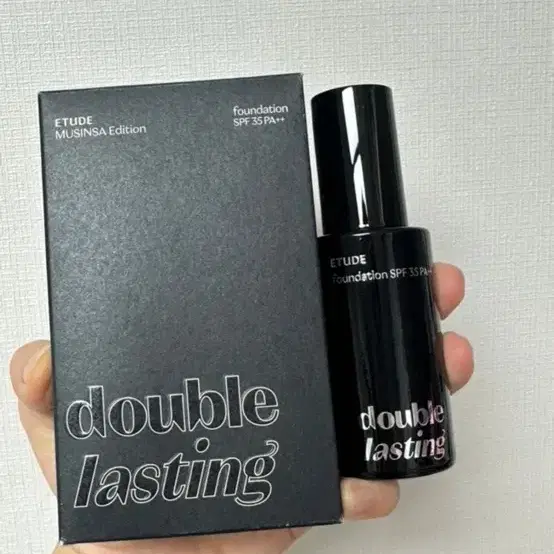 ETUDE
MUSINSA Edition
foundation
SPF 35 PA++
double
lasting
ETUDE
foundation SPF 35 PA+
double
lasting